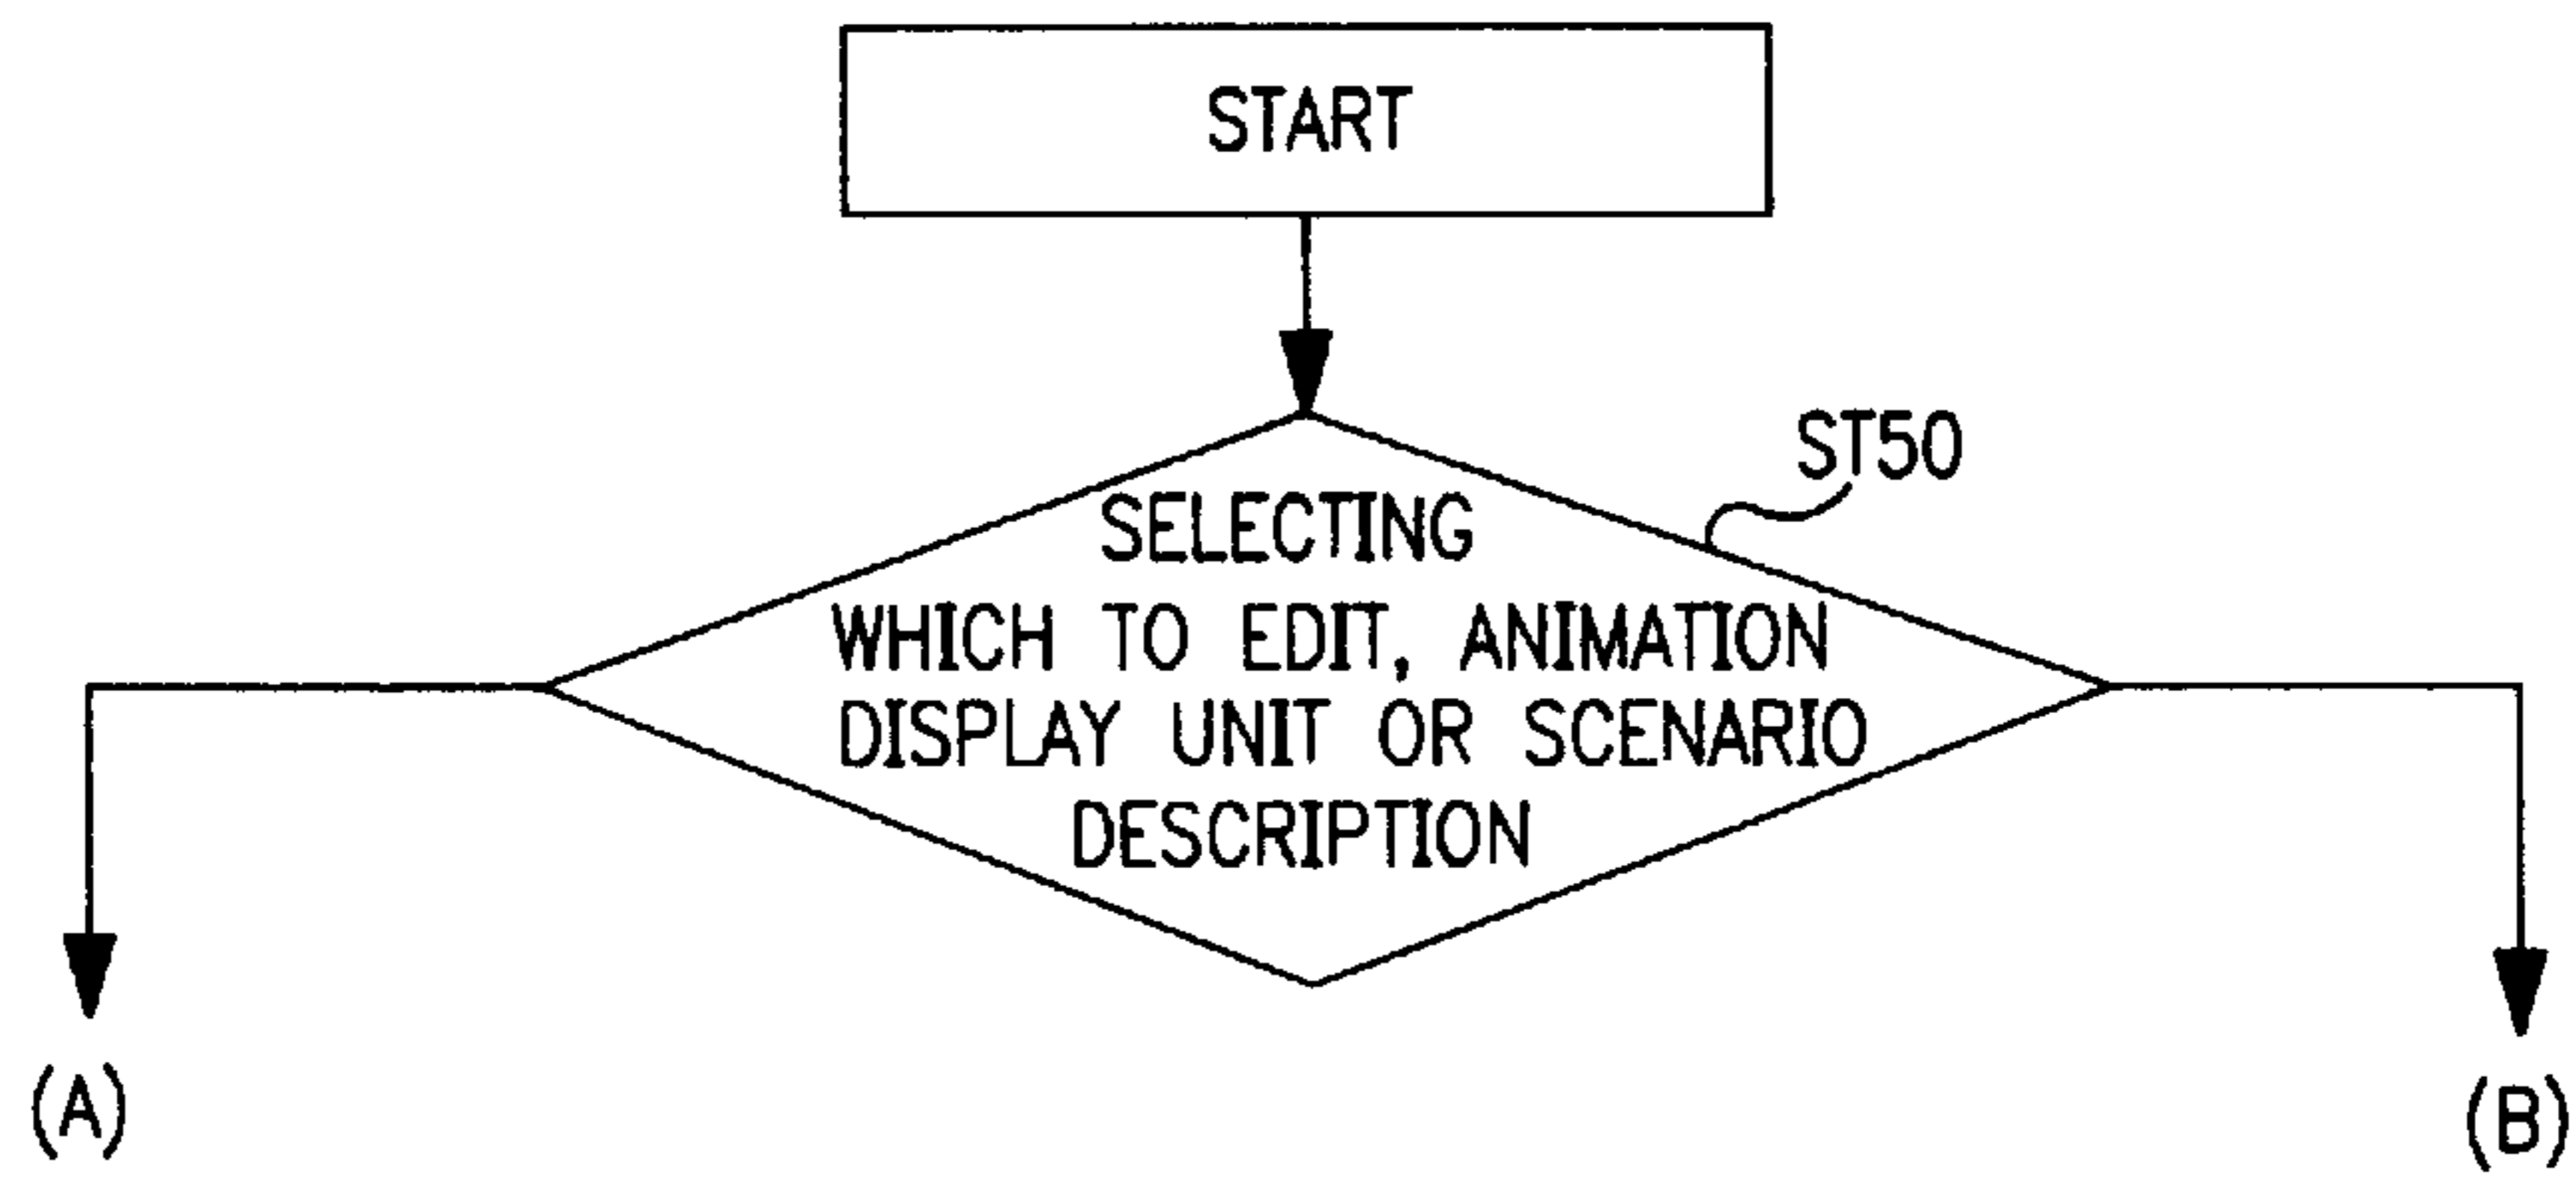 START
ST50
SELECTING
WHICH TO EDIT, ANIMATION
DISPLAY UNIT OR SCENARIO
DESCRIPTION
(A)
(B)